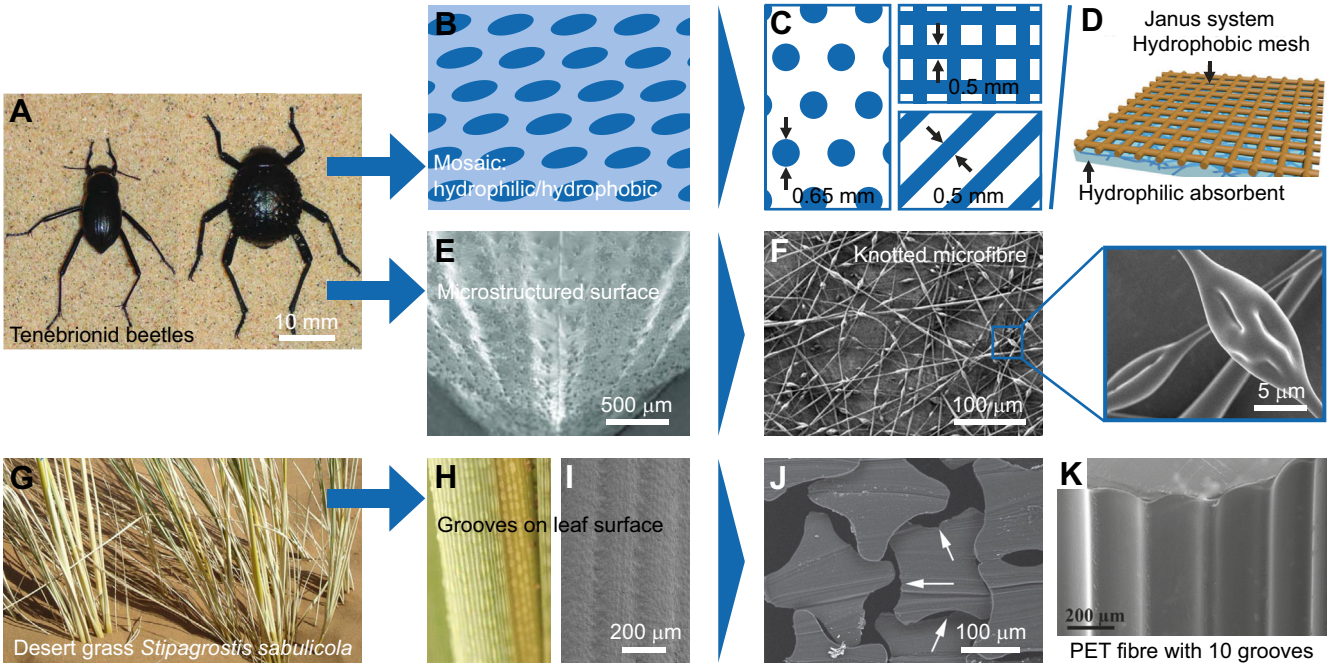 A
10 mm
Tenebrionid beetles
B
Mosaic:
hydrophilic/hydrophobic
C
0.65 mm
0.5 mm
0.5 mm
D
Janus system
Hydrophobic mesh
Hydrophilic absorbent
E
Microstructured surface
500 μm
F
Knotted microfibre
100 μm
5 μm
G
Desert grass Stipagrostis sabulicola
H
I
Grooves on leaf surface
200 μm
J
100 μm
K
200 μm
PET fibre with 10 grooves